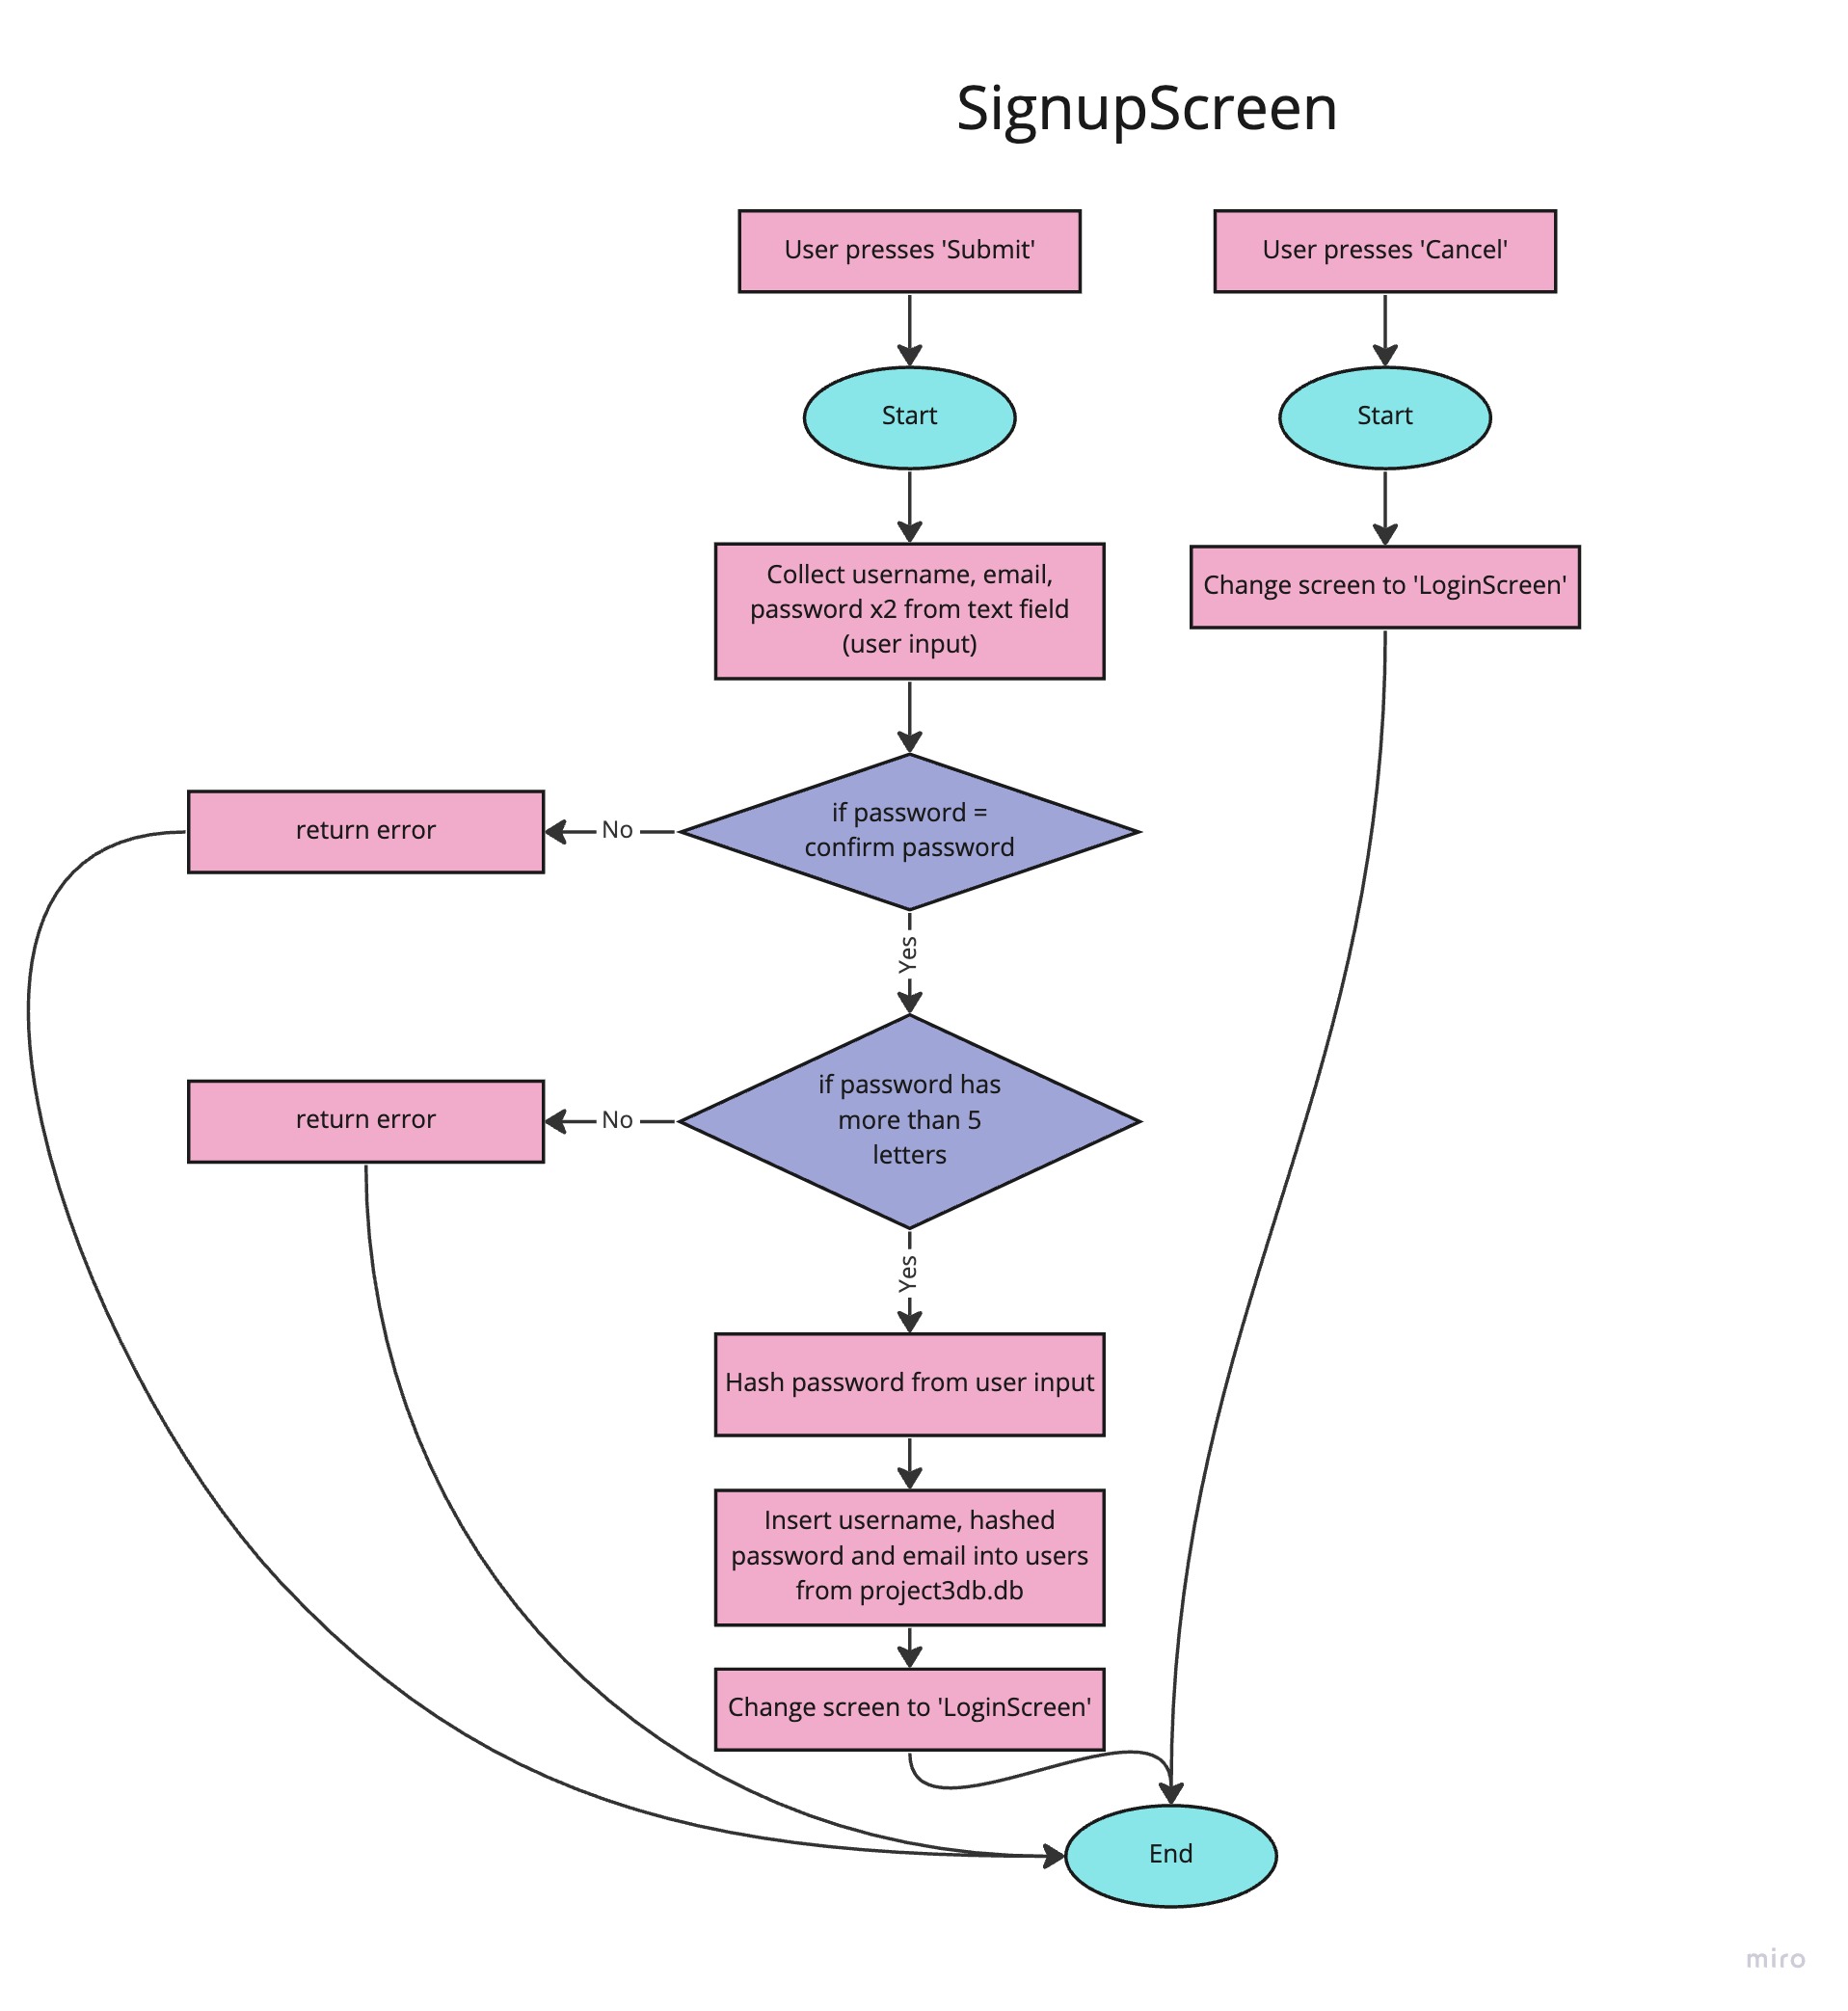 SignupScreen
User presses 'Submit'
User presses 'Cancel'
Start
Start
Collect username, email,
password x2 from text field
(user input)
Change screen to 'LoginScreen'
if password =
confirm password
No
return error
Yes
if password has
more than 5
letters
No
return error
Yes
Hash password from user input
Insert username, hashed
password and email into users
from project3db.db
Change screen to 'LoginScreen'
End
miro